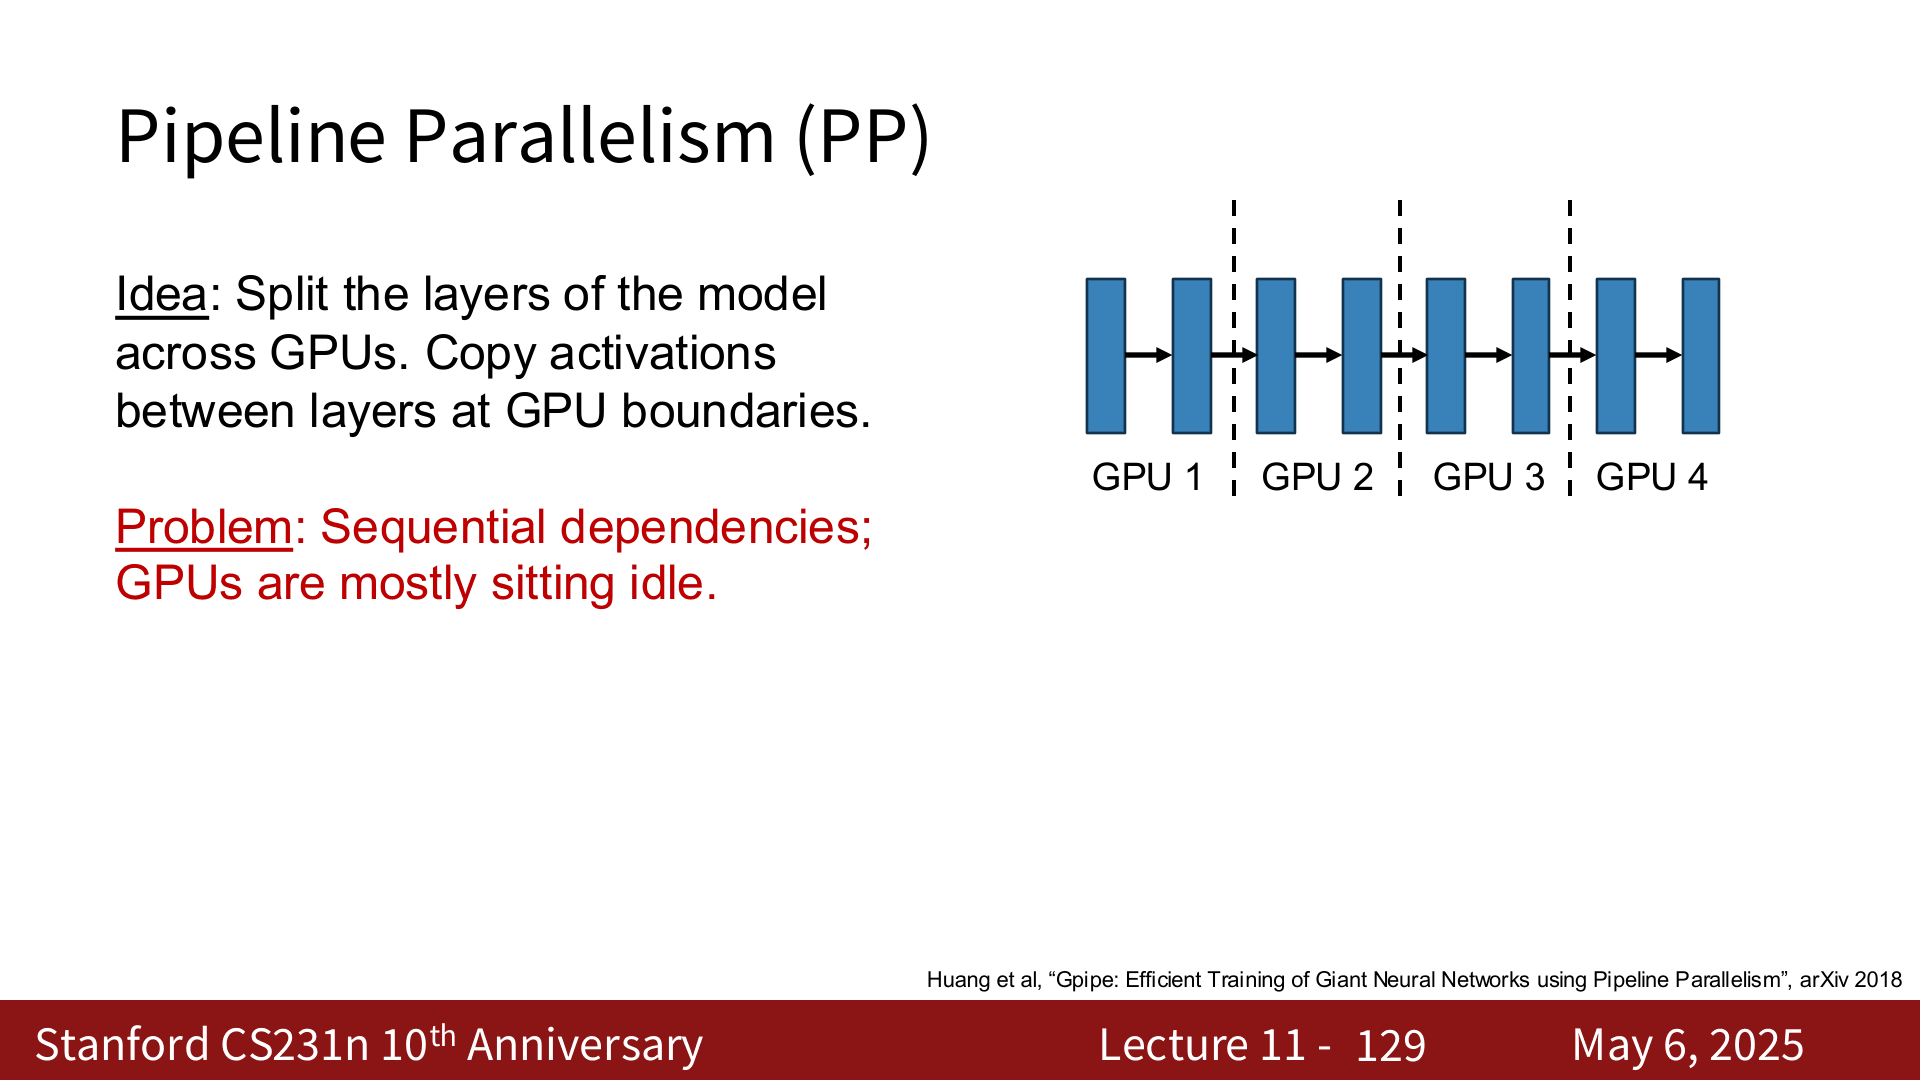 Pipeline Parallelism (PP)
Idea: Split the layers of the model
across GPUs. Copy activations
between layers at GPU boundaries.
Problem: Sequential dependencies;
GPUs are mostly sitting idle.
GPU 1
GPU 2
GPU 3
GPU 4
Huang et al, “Gpipe: Efficient Training of Giant Neural Networks using Pipeline Parallelism”, arXiv 2018
Stanford CS231n 10th Anniversary
Lecture 11 - 129
May 6, 2025